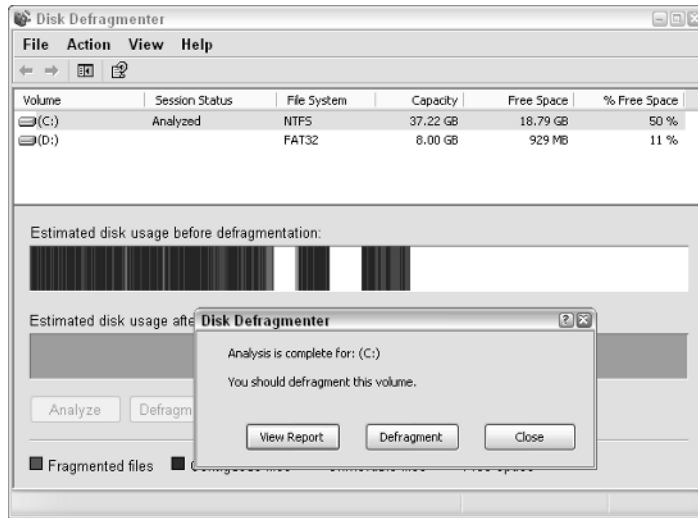 Disk Defragmenter
File Action View Help
Volume Session Status File System Capacity Free Space % Free Space
(C:) Analyzed NTFS 37.22 GB 18.79 GB 50 %
(D:) FAT32 8.00 GB 929 MB 11 %
Estimated disk usage before defragmentation:
Estimated disk usage afte
Disk Defragmenter
Analysis is complete for: (C:)
You should defragment this volume.
View Report Defragment Close
Analyze Defragm
Fragmented files